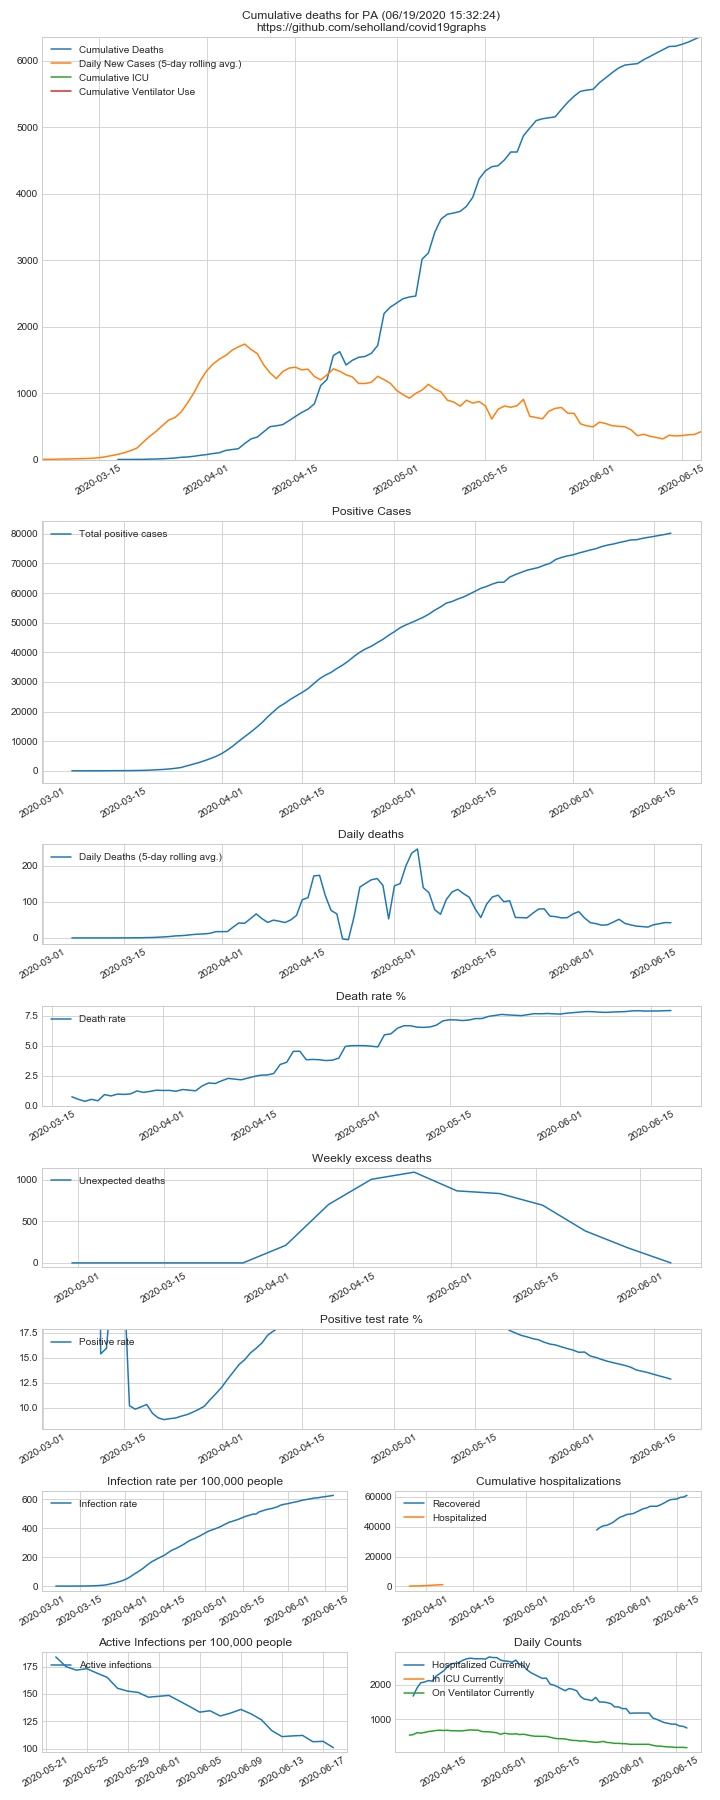 Cumulative deaths for PA (06/19/2020 15:32:24)
https://github.com/seholland/covid19graphs
Cumulative Deaths
Daily New Cases (5-day rolling avg.)
Cumulative ICU
Cumulative Ventilator Use
6000
5000
4000
3000
2000
1000
0
2020-03-15 2020-04-01 2020-04-15 2020-05-01 2020-05-15 2020-06-01 2020-06-15
Positive Cases
Total positive cases
80000
70000
60000
50000
40000
30000
20000
10000
0
2020-03-01 2020-03-15 2020-04-01 2020-04-15 2020-05-01 2020-05-15 2020-06-01 2020-06-15
Daily deaths
Daily Deaths (5-day rolling avg.)
200
100
0
2020-03-01 2020-03-15 2020-04-01 2020-04-15 2020-05-01 2020-05-15 2020-06-01 2020-06-15
Death rate %
Death rate
7.5
5.0
2.5
0.0
2020-03-15 2020-04-01 2020-04-15 2020-05-01 2020-05-15 2020-06-01 2020-06-15
Weekly excess deaths
Unexpected deaths
1000
500
0
2020-03-01 2020-03-15 2020-04-01 2020-04-15 2020-05-01 2020-05-15 2020-06-01
Positive test rate %
Positive rate
17.5
15.0
12.5
10.0
2020-03-01 2020-03-15 2020-04-01 2020-04-15 2020-05-01 2020-05-15 2020-06-01 2020-06-15
Infection rate per 100,000 people
Infection rate
600
400
200
0
2020-03-01 2020-03-15 2020-04-01 2020-04-15 2020-05-01 2020-05-15 2020-06-01 2020-06-15
Cumulative hospitalizations
Recovered
Hospitalized
60000
40000
20000
0
2020-04-01 2020-04-15 2020-05-01 2020-05-15 2020-06-01 2020-06-15
Active Infections per 100,000 people
Active infections
175
150
125
100
2020-05-21 2020-05-25 2020-05-29 2020-06-01 2020-06-05 2020-06-09 2020-06-13 2020-06-17
Daily Counts
Hospitalized Currently
In ICU Currently
On Ventilator Currently
2000
1000
2020-04-15 2020-05-01 2020-05-15 2020-06-01 2020-06-15